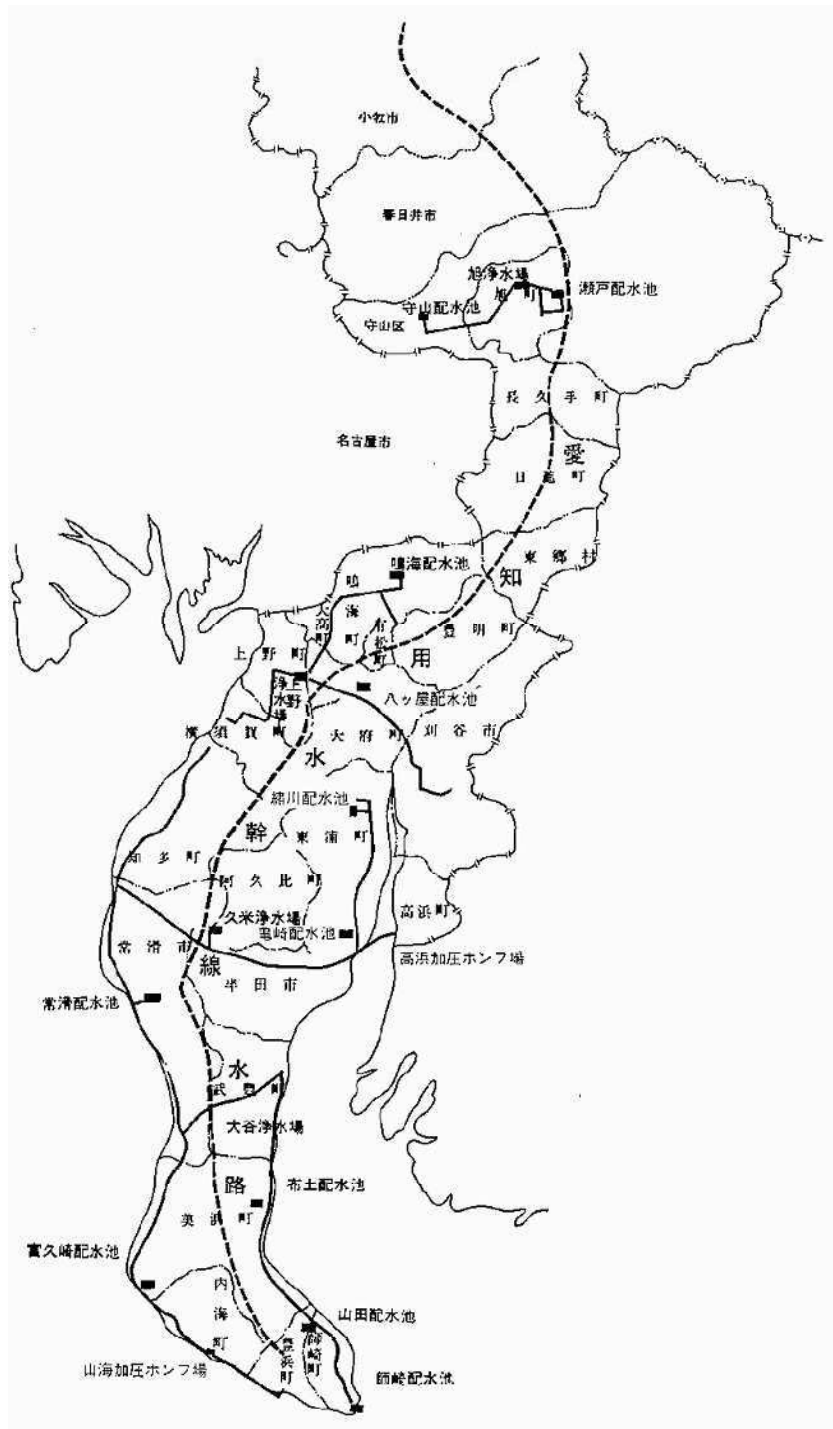 小牧市
春日井市
旭浄水場
旭町
瀬戸配水池
守山配水池
守山区
長久手町
名古屋市
日進町
東郷村
愛知用水幹線水路
鳴海配水池
鳴海町
大高町
有松町
豊明町
上野町
上野浄水場
八ッ屋配水池
横須賀町
大府町
刈谷市
緒川配水池
東浦町
知多町
阿久比町
久米浄水場
亀崎配水池
高浜町
高浜加圧ポンフ場
常滑市
半田市
常滑配水池
武豊町
大谷浄水場
布土配水池
美浜町
富久崎配水池
内海町
山田配水池
師崎町
豊浜町
山海加圧ホンフ場
師崎配水池